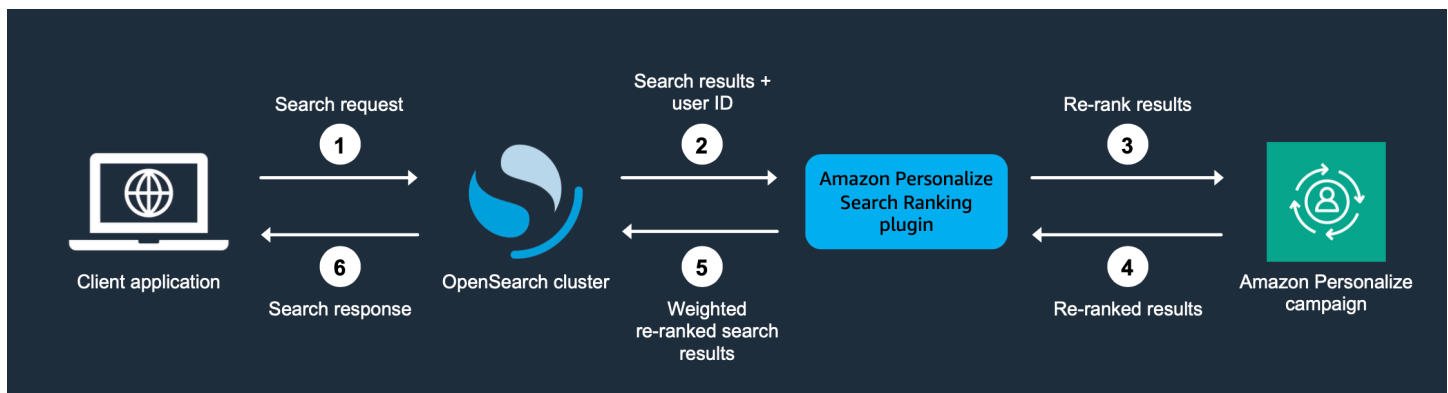 Search request
1
Search results +
user ID
2
Re-rank results
3
Amazon Personalize
Search Ranking
plugin
Client application
OpenSearch cluster
Amazon Personalize
campaign
6
Search response
5
Weighted
re-ranked search
results
4
Re-ranked results